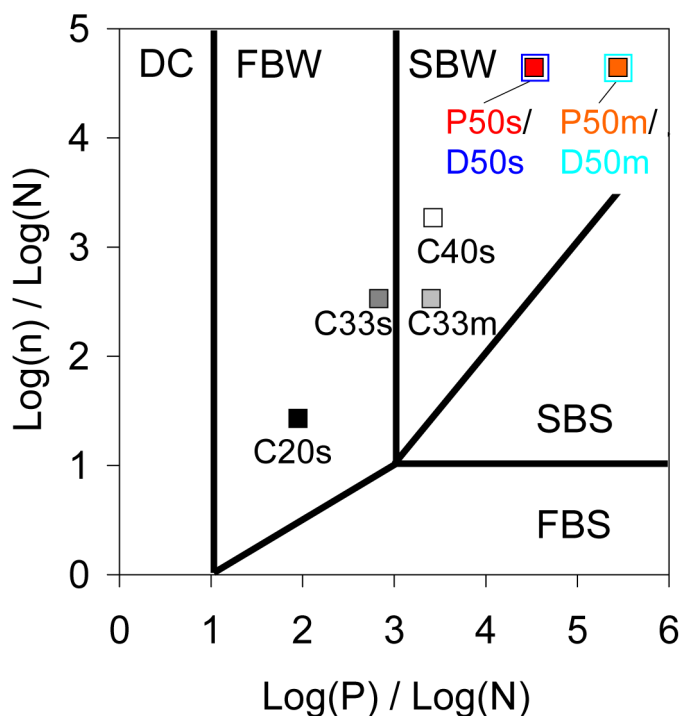 5
4
3
2
1
0
Log(n) / Log(N)
DC
FBW
SBW
P50s/
D50s
P50m/
D50m
C40s
C33s
C33m
C20s
SBS
FBS
0 1 2 3 4 5 6
Log(P) / Log(N)